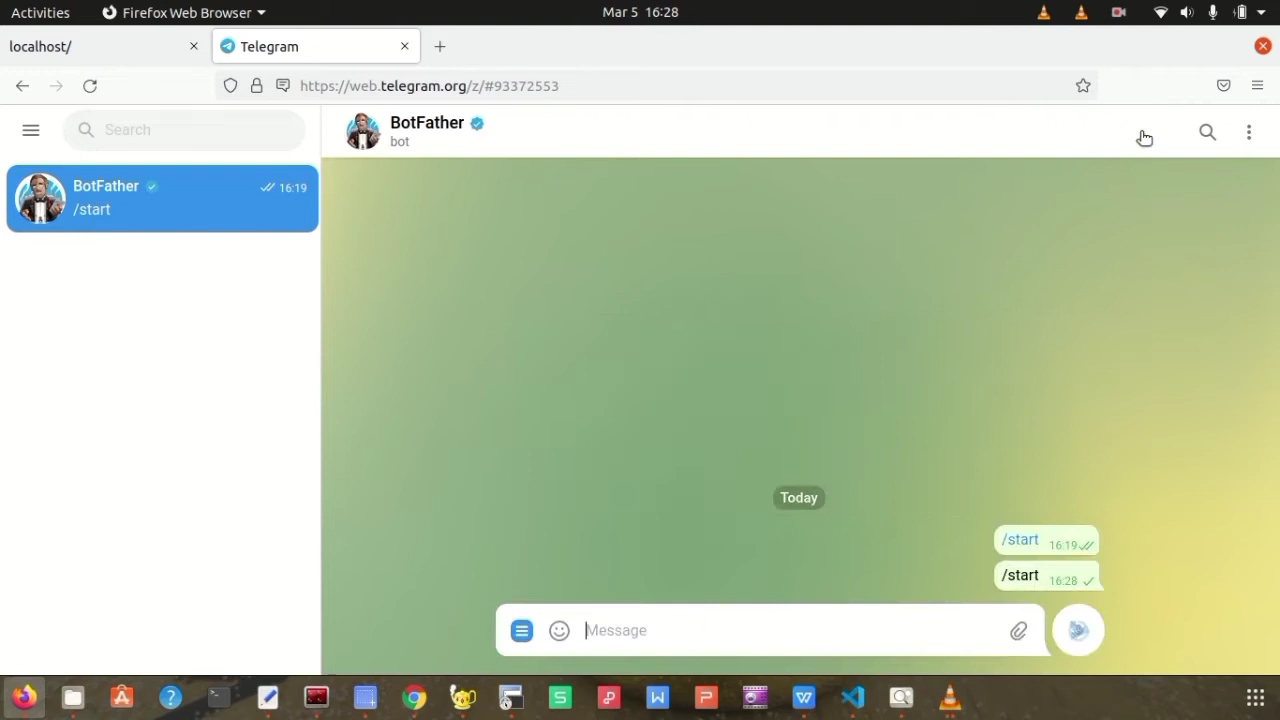 Activities Firefox Web Browser Mar 5 16:28
localhost/ Telegram
https://web.telegram.org/z/#93372553
Search
BotFather
bot
BotFather 16:19
/start
Today
/start 16:19
/start 16:28
Message